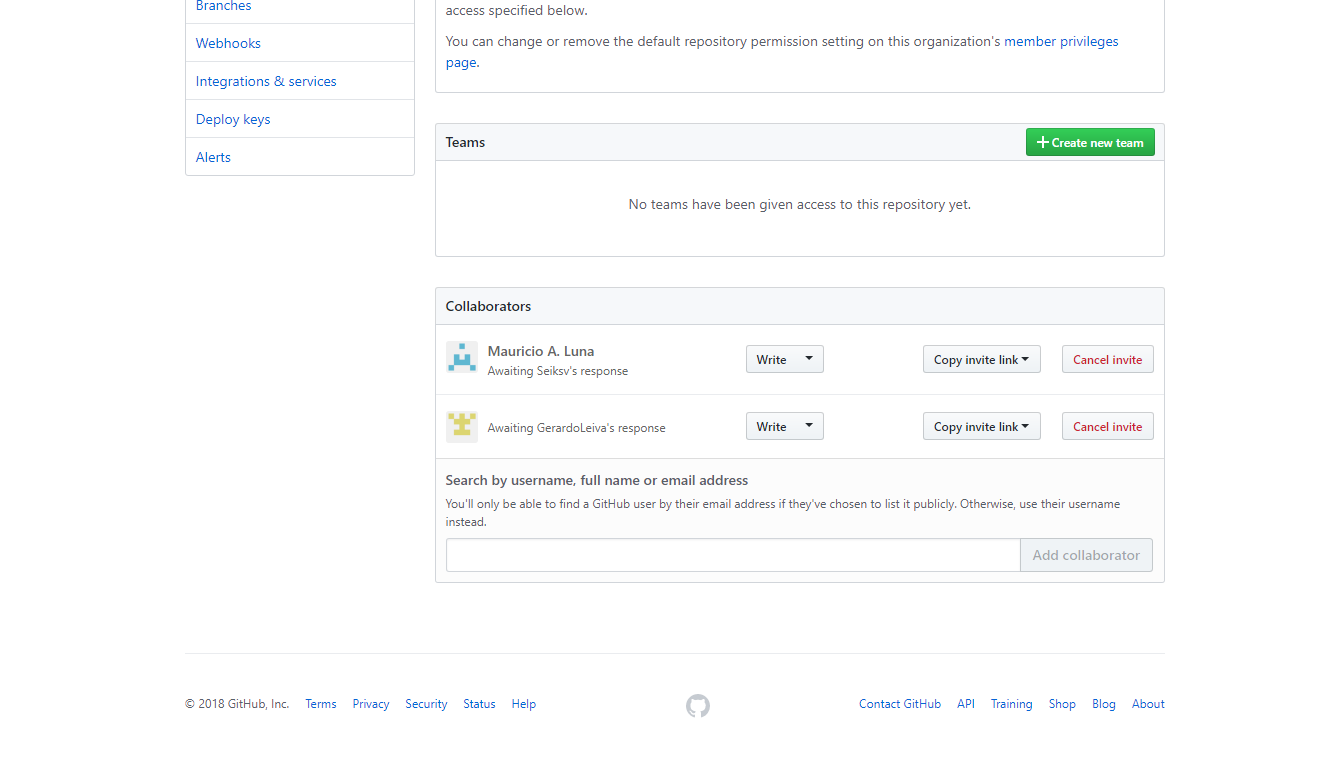 Branches
Webhooks
Integrations & services
Deploy keys
Alerts
access specified below.
You can change or remove the default repository permission setting on this organization's member privileges
page.
Teams
Create new team
No teams have been given access to this repository yet.
Collaborators
Mauricio A. Luna
Awaiting Seiksv's response
Write
Copy invite link
Cancel invite
Awaiting GerardoLeiva's response
Write
Copy invite link
Cancel invite
Search by username, full name or email address
You'll only be able to find a GitHub user by their email address if they've chosen to list it publicly. Otherwise, use their username
instead.
Add collaborator
© 2018 GitHub, Inc. Terms Privacy Security Status Help Contact GitHub API Training Shop Blog About